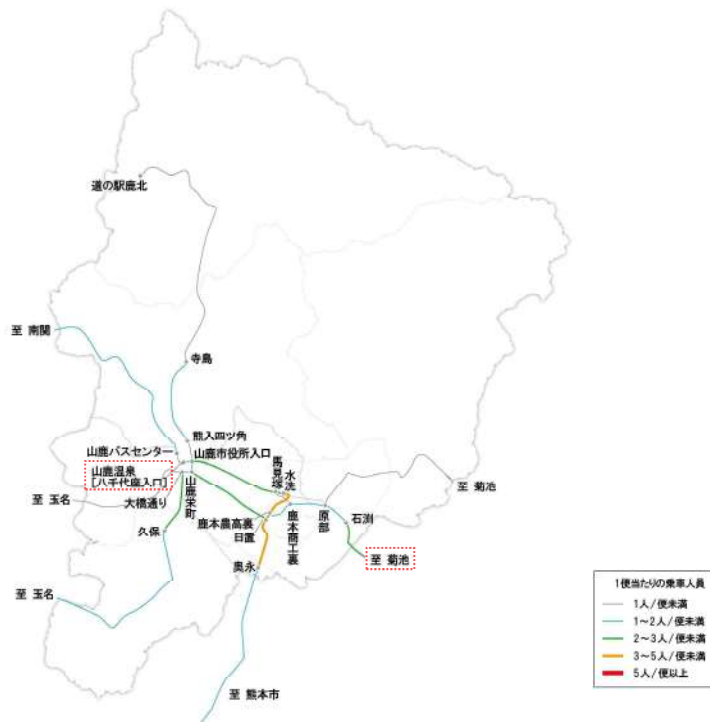 道の駅鹿北
至 南関
寺島
熊入四ツ角
山鹿バスセンター
山鹿市役所入口
山鹿温泉
[八千代座入口]
馬見塚
水洗
至 菊池
至 玉名
大橋通り
山鹿栄町
久保
鹿本農高裏
日置
鹿本商工裏
原部
石渕
至 菊池
奥永
至 玉名
至 熊本市
1便当たりの乗車人員
1人/便未満
1~2人/便未満
2~3人/便未満
3~5人/便未満
5人/便以上